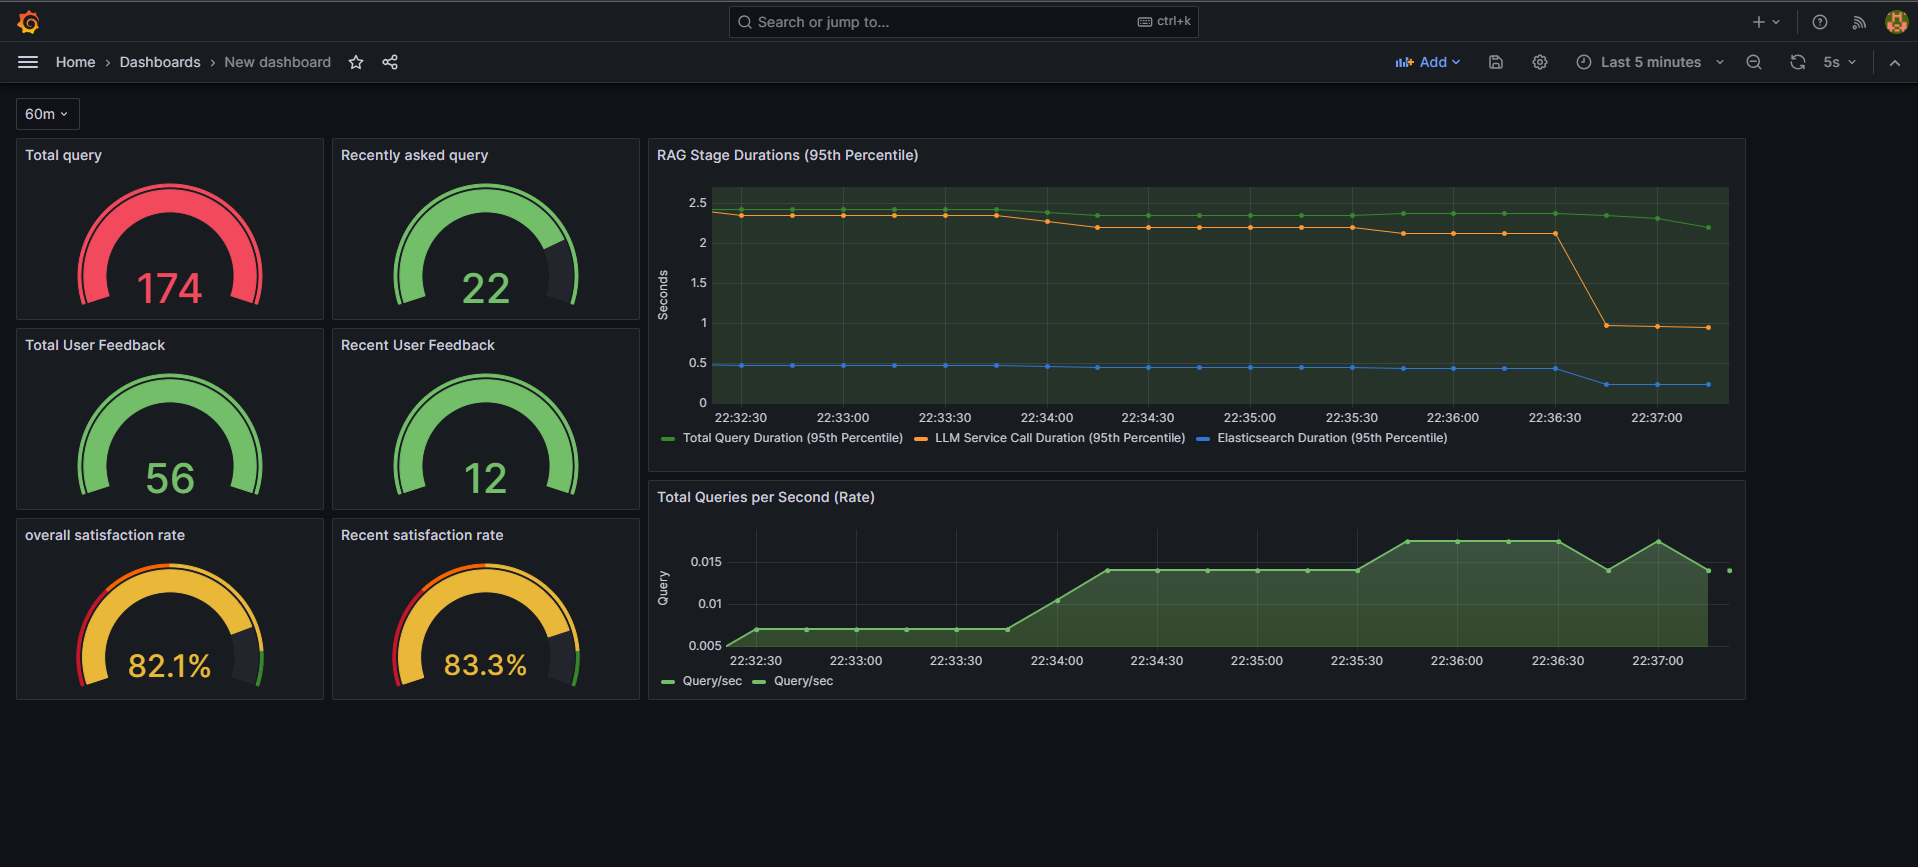 Search or jump to... ctrl+k
Home › Dashboards › New dashboard Add Last 5 minutes 5s
60m
Total query
174
Recently asked query
22
RAG Stage Durations (95th Percentile)
Seconds
2.5
2
1.5
1
0.5
0
22:32:30 22:33:00 22:33:30 22:34:00 22:34:30 22:35:00 22:35:30 22:36:00 22:36:30 22:37:00
Total Query Duration (95th Percentile) LLM Service Call Duration (95th Percentile) Elasticsearch Duration (95th Percentile)
Total User Feedback
56
Recent User Feedback
12
overall satisfaction rate
82.1%
Recent satisfaction rate
83.3%
Total Queries per Second (Rate)
Query
0.015
0.01
0.005
22:32:30 22:33:00 22:33:30 22:34:00 22:34:30 22:35:00 22:35:30 22:36:00 22:36:30 22:37:00
Query/sec Query/sec